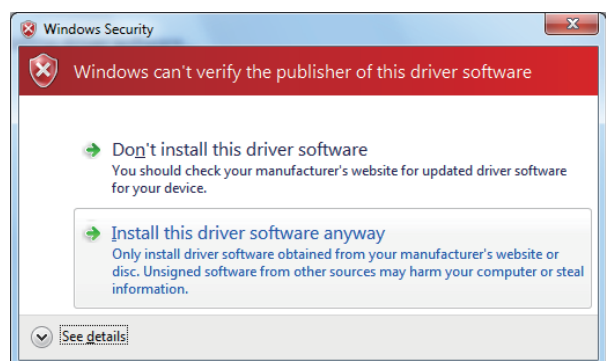 Windows Security
Windows can't verify the publisher of this driver software
Don't install this driver software
You should check your manufacturer's website for updated driver software
for your device.
Install this driver software anyway
Only install driver software obtained from your manufacturer's website or
disc. Unsigned software from other sources may harm your computer or steal
information.
See details